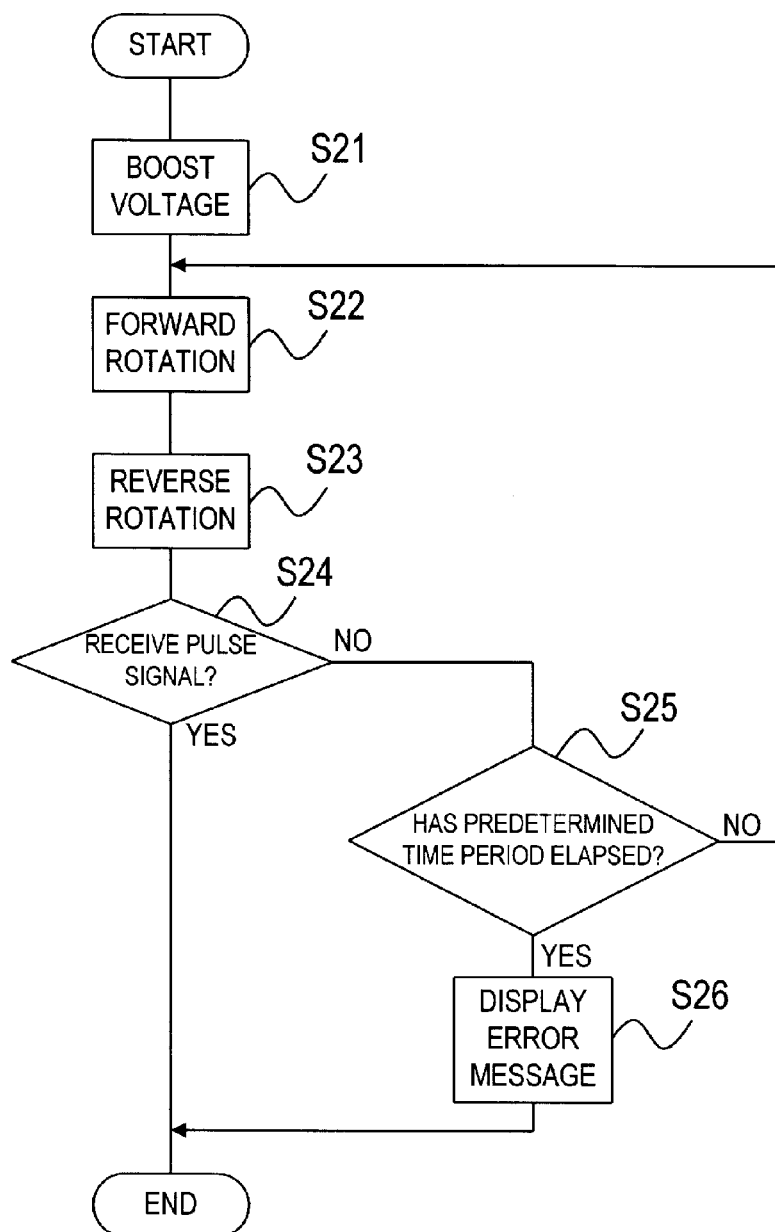 START
BOOST
VOLTAGE
S21
FORWARD
ROTATION
S22
REVERSE
ROTATION
S23
S24
RECEIVE PULSE
SIGNAL?
NO
YES
S25
HAS PREDETERMINED
TIME PERIOD ELAPSED?
NO
YES
DISPLAY
ERROR
MESSAGE
S26
END